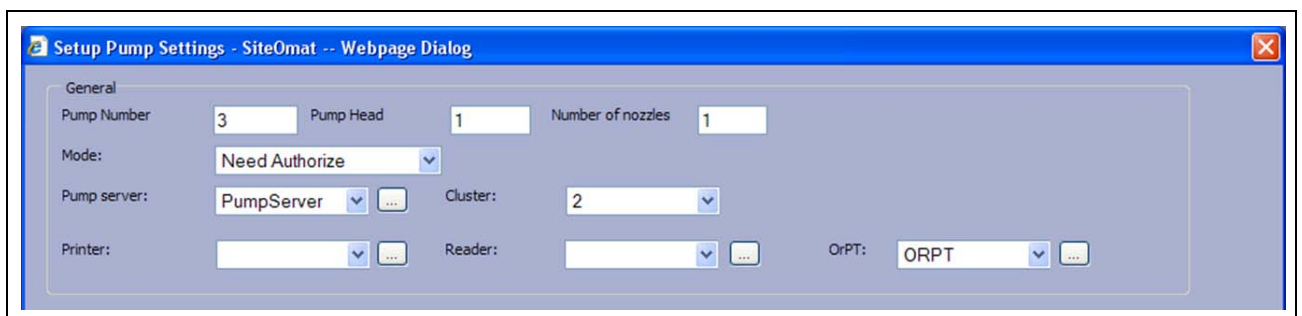 Setup Pump Settings - SiteOmat -- Webpage Dialog
General
Pump Number 3 Pump Head 1 Number of nozzles 1
Mode: Need Authorize
Pump server: PumpServer ... Cluster: 2
Printer: ... Reader: ... OrPT: ORPT ...